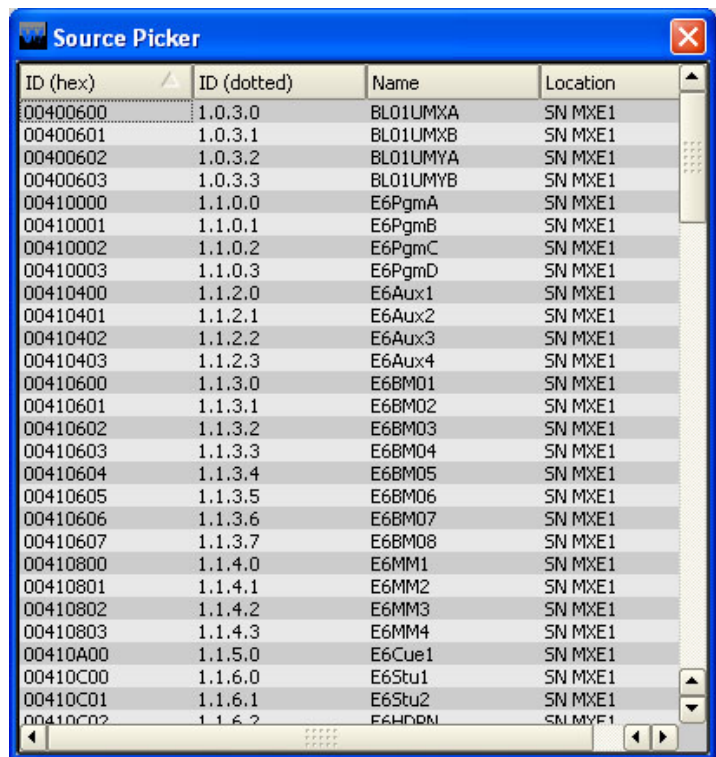 Source Picker
ID (hex) ID (dotted) Name Location
00400600 1.0.3.0 BL01UMXA SN MXE1
00400601 1.0.3.1 BL01UMXB SN MXE1
00400602 1.0.3.2 BL01UMYA SN MXE1
00400603 1.0.3.3 BL01UMYB SN MXE1
00410000 1.1.0.0 E6PgmA SN MXE1
00410001 1.1.0.1 E6PgmB SN MXE1
00410002 1.1.0.2 E6PgmC SN MXE1
00410003 1.1.0.3 E6PgmD SN MXE1
00410400 1.1.2.0 E6Aux1 SN MXE1
00410401 1.1.2.1 E6Aux2 SN MXE1
00410402 1.1.2.2 E6Aux3 SN MXE1
00410403 1.1.2.3 E6Aux4 SN MXE1
00410600 1.1.3.0 E6BM01 SN MXE1
00410601 1.1.3.1 E6BM02 SN MXE1
00410602 1.1.3.2 E6BM03 SN MXE1
00410603 1.1.3.3 E6BM04 SN MXE1
00410604 1.1.3.4 E6BM05 SN MXE1
00410605 1.1.3.5 E6BM06 SN MXE1
00410606 1.1.3.6 E6BM07 SN MXE1
00410607 1.1.3.7 E6BM08 SN MXE1
00410800 1.1.4.0 E6MM1 SN MXE1
00410801 1.1.4.1 E6MM2 SN MXE1
00410802 1.1.4.2 E6MM3 SN MXE1
00410803 1.1.4.3 E6MM4 SN MXE1
00410A00 1.1.5.0 E6Cue1 SN MXE1
00410C00 1.1.6.0 E6Stu1 SN MXE1
00410C01 1.1.6.1 E6Stu2 SN MXE1
00410C02 1.1.6.2 E6HDPN SN MXE1